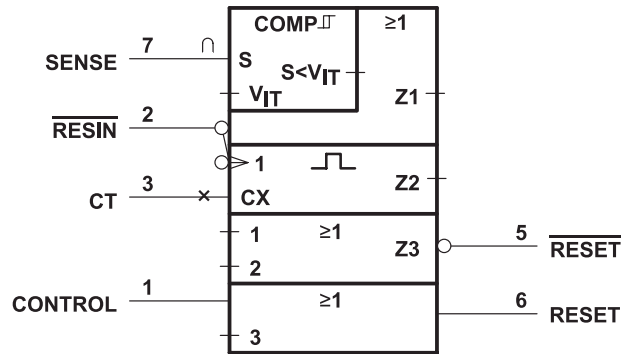 COMP ≥1
SENSE 7 ∩ S
S<VIT
VIT Z1
RESIN 2
1
Z2
CT 3 × CX
1 ≥1
Z3 5 RESET
2
CONTROL 1 ≥1
6 RESET
3